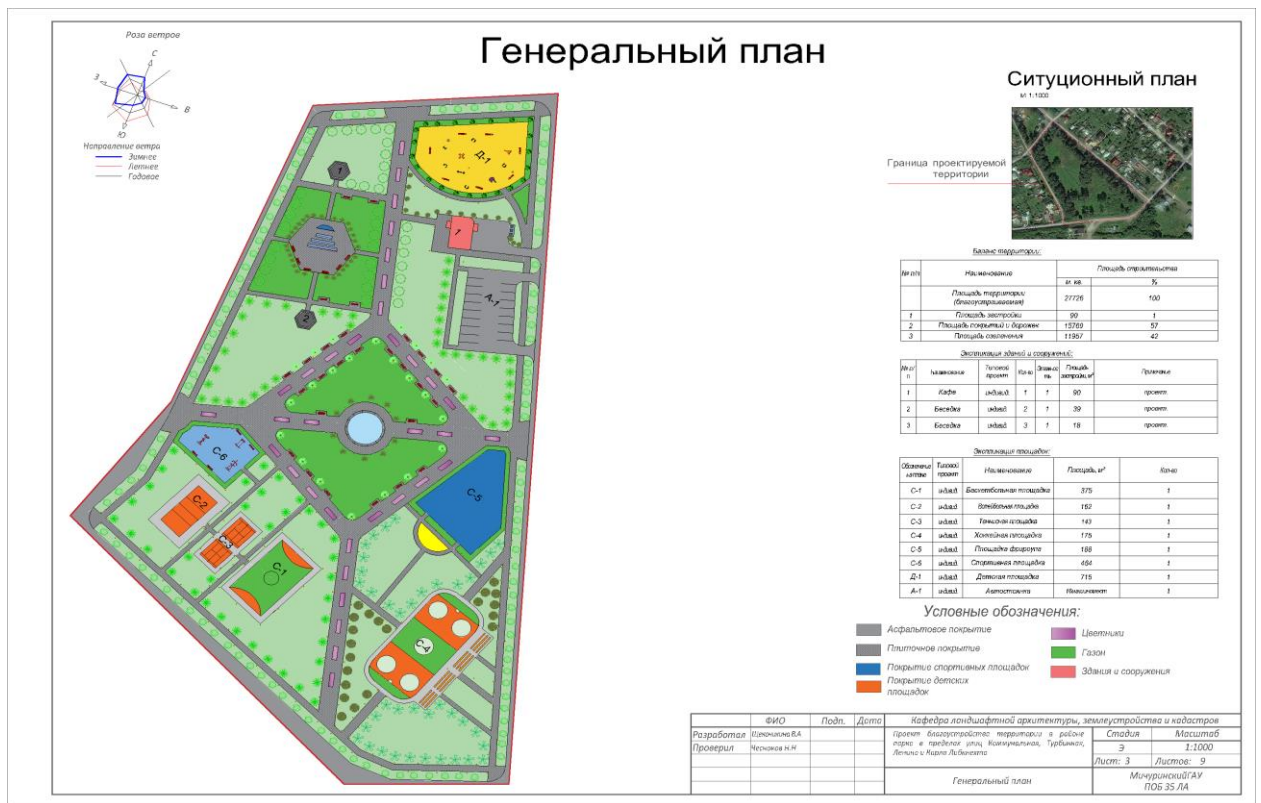 Генеральный план
Роза ветров
С
З
В
Ю
Направление ветра
Зимнее
Летнее
Годовое
Ситуционный план
М 1:1000
Граница проектируемой
территории
Д-1
1
1
А-1
2
С-6
С-5
С-2
С-3
С-1
С-4
Баланс территории:
№ п/п Наименование Площадь строительства
м. кв. %
Площадь территории
(благоустраиваемая) 27726 100
1 Площадь застройки 90 1
2 Площадь покрытий и дорожек 15769 57
3 Площадь озеленения 11957 42
Экспликация зданий и сооружений:
№ п/п Наименование Типовой проект Кол-во Площадь застройки, м² Примечание
1 Кафе индивид. 1 1 90 проект.
2 Беседка индивид. 2 1 39 проект.
3 Беседка индивид. 3 1 18 проект.
Экспликация площадок:
Типовой проект Наименование Площадь, м² Кол-во
С-1 индивид. Баскетбольная площадка 375 1
С-2 индивид. Волейбольная площадка 162 1
С-3 индивид. Теннисная площадка 143 1
С-4 индивид. Хоккейная площадка 175 1
С-5 индивид. Площадка 188 1
С-6 индивид. Спортивная площадка 464 1
Д-1 индивид. Детская площадка 715 1
А-1 индивид. Автостоянка 1
Условные обозначения:
Асфальтовое покрытие
Плиточное покрытие
Покрытие спортивных площадок
Покрытие детских
площадок
Цветники
Газон
Здания и сооружения
ФИО Подп. Дата Кафедра ландшафтной архитектуры, землеустройства и кадастров
Разработал В.А
Проверил Чесноков Н.Н
Проект благоустройства территории в районе
парка в пределах улиц Коммунальная, Турбинная,
Ленина и Карла Либкнехта
Стадия Масштаб
Э 1:1000
Лист: 3 Листов: 9
Генеральный план
МичуринскийГАУ
ПОБ 35 ЛА